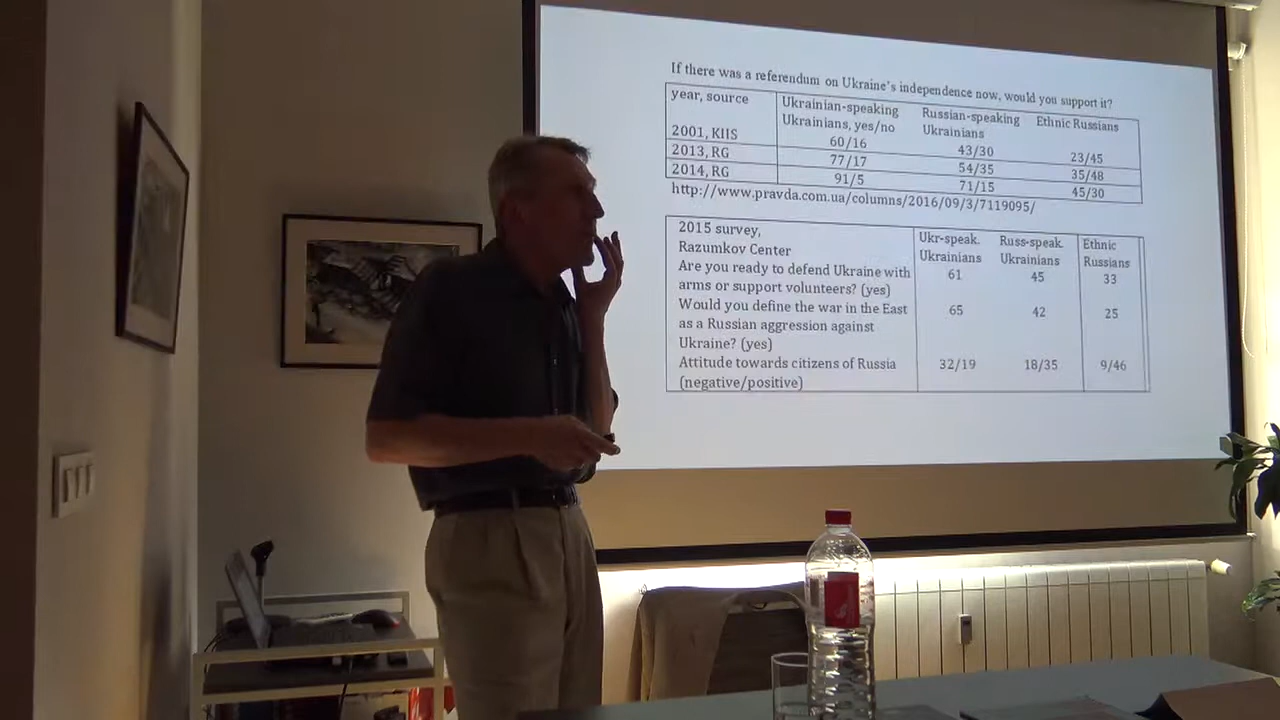 If there was a referendum on Ukraine's independence now, would you support it?
year, source Ukrainian-speaking Ukrainians, yes/no Russian-speaking Ukrainians Ethnic Russians
2001, KIIS 60/16 43/30 23/45
2013, RG 77/17 54/35 35/48
2014, RG 91/5 71/15 45/30
http://www.pravda.com.ua/columns/2016/09/3/7119095/
2015 survey, Ukr-speak. Russ-speak. Ethnic
Razumkov Center Ukrainians Ukrainians Russians
Are you ready to defend Ukraine with 61 45 33
arms or support volunteers? (yes)
Would you define the war in the East 65 42 25
as a Russian aggression against
Ukraine? (yes)
Attitude towards citizens of Russia 32/19 18/35 9/46
(negative/positive)